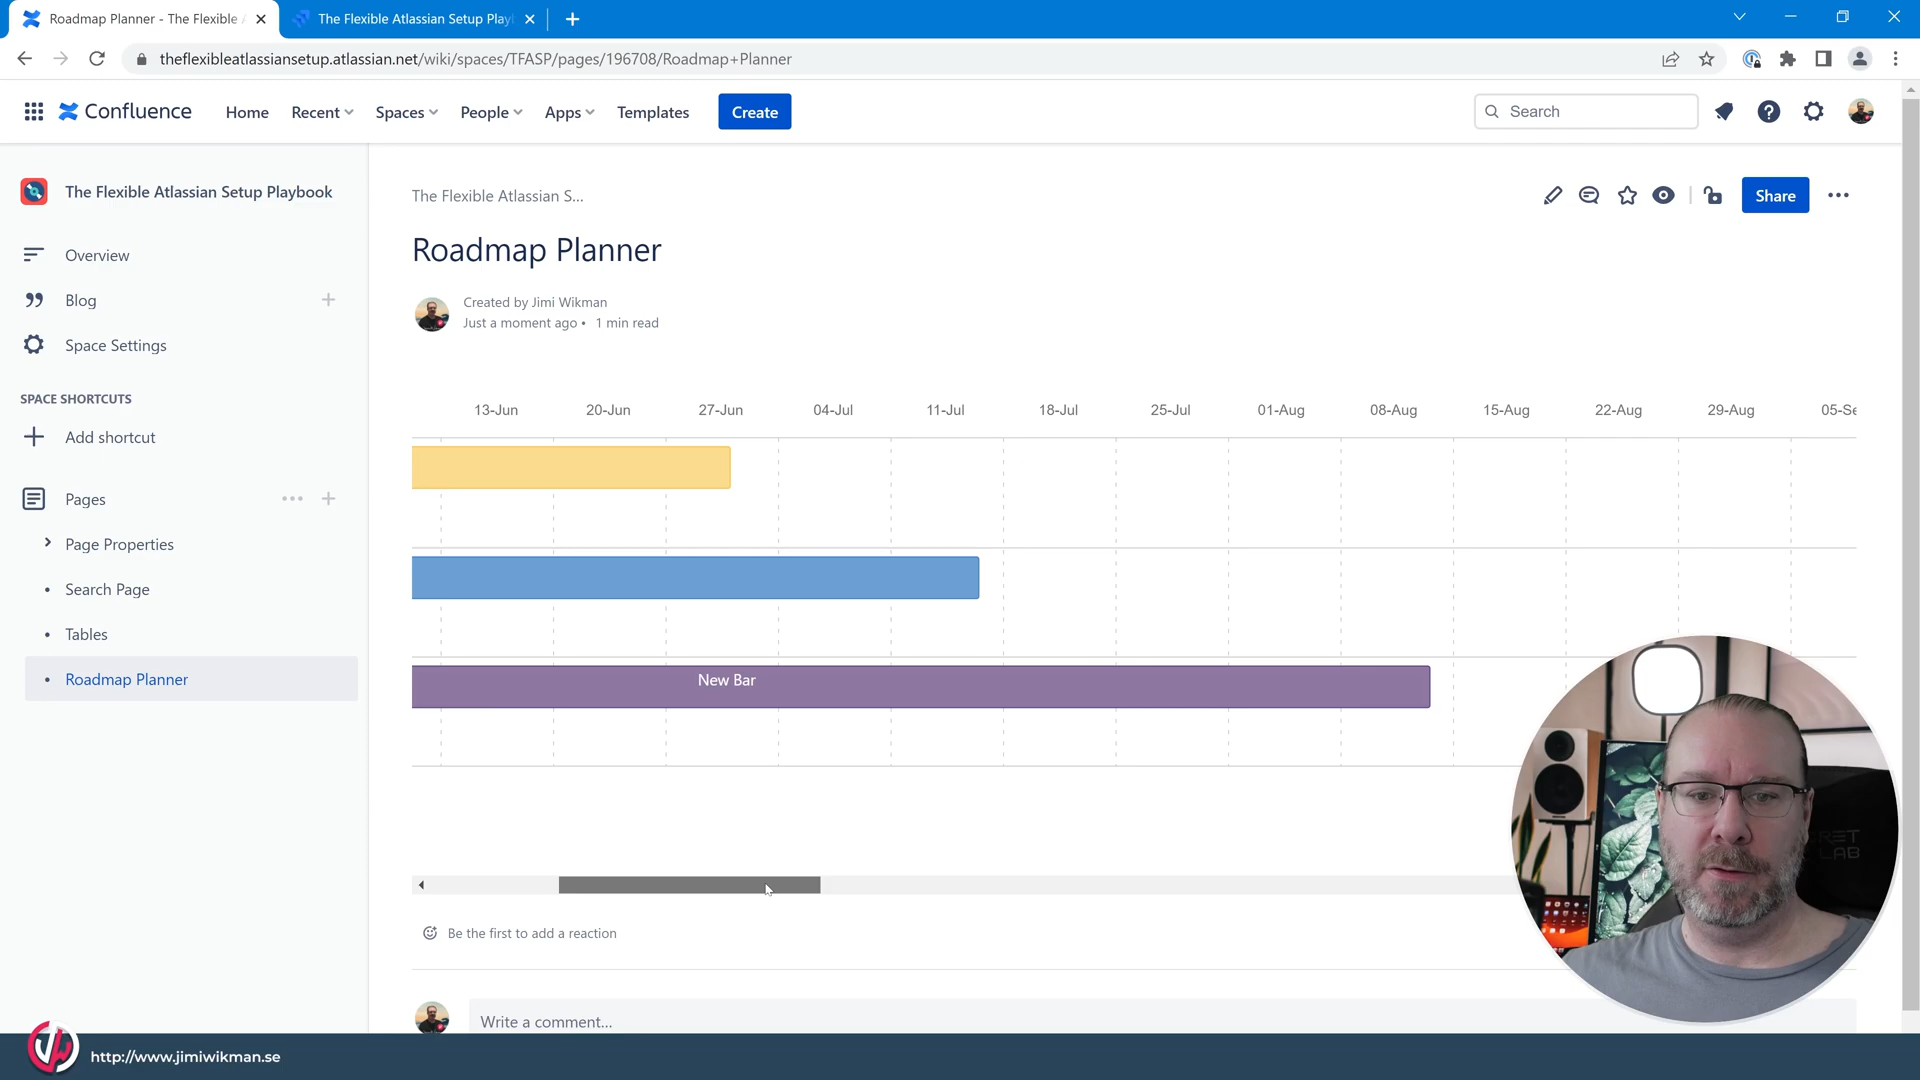 Roadmap Planner - The Flexible A
The Flexible Atlassian Setup Play
theflexibleatlassiansetup.atlassian.net/wiki/spaces/TFASP/pages/196708/Roadmap+Planner
Confluence
Home
Recent
Spaces
People
Apps
Templates
Create
Search
The Flexible Atlassian Setup Playbook
Overview
Blog
Space Settings
SPACE SHORTCUTS
Add shortcut
Pages
Page Properties
Search Page
Tables
Roadmap Planner
The Flexible Atlassian S...
Share
Roadmap Planner
Created by Jimi Wikman
Just a moment ago • 1 min read
13-Jun 20-Jun 27-Jun 04-Jul 11-Jul 18-Jul 25-Jul 01-Aug 08-Aug 15-Aug 22-Aug 29-Aug 05-Se
New Bar
Be the first to add a reaction
Write a comment...
http://www.jimiwikman.se